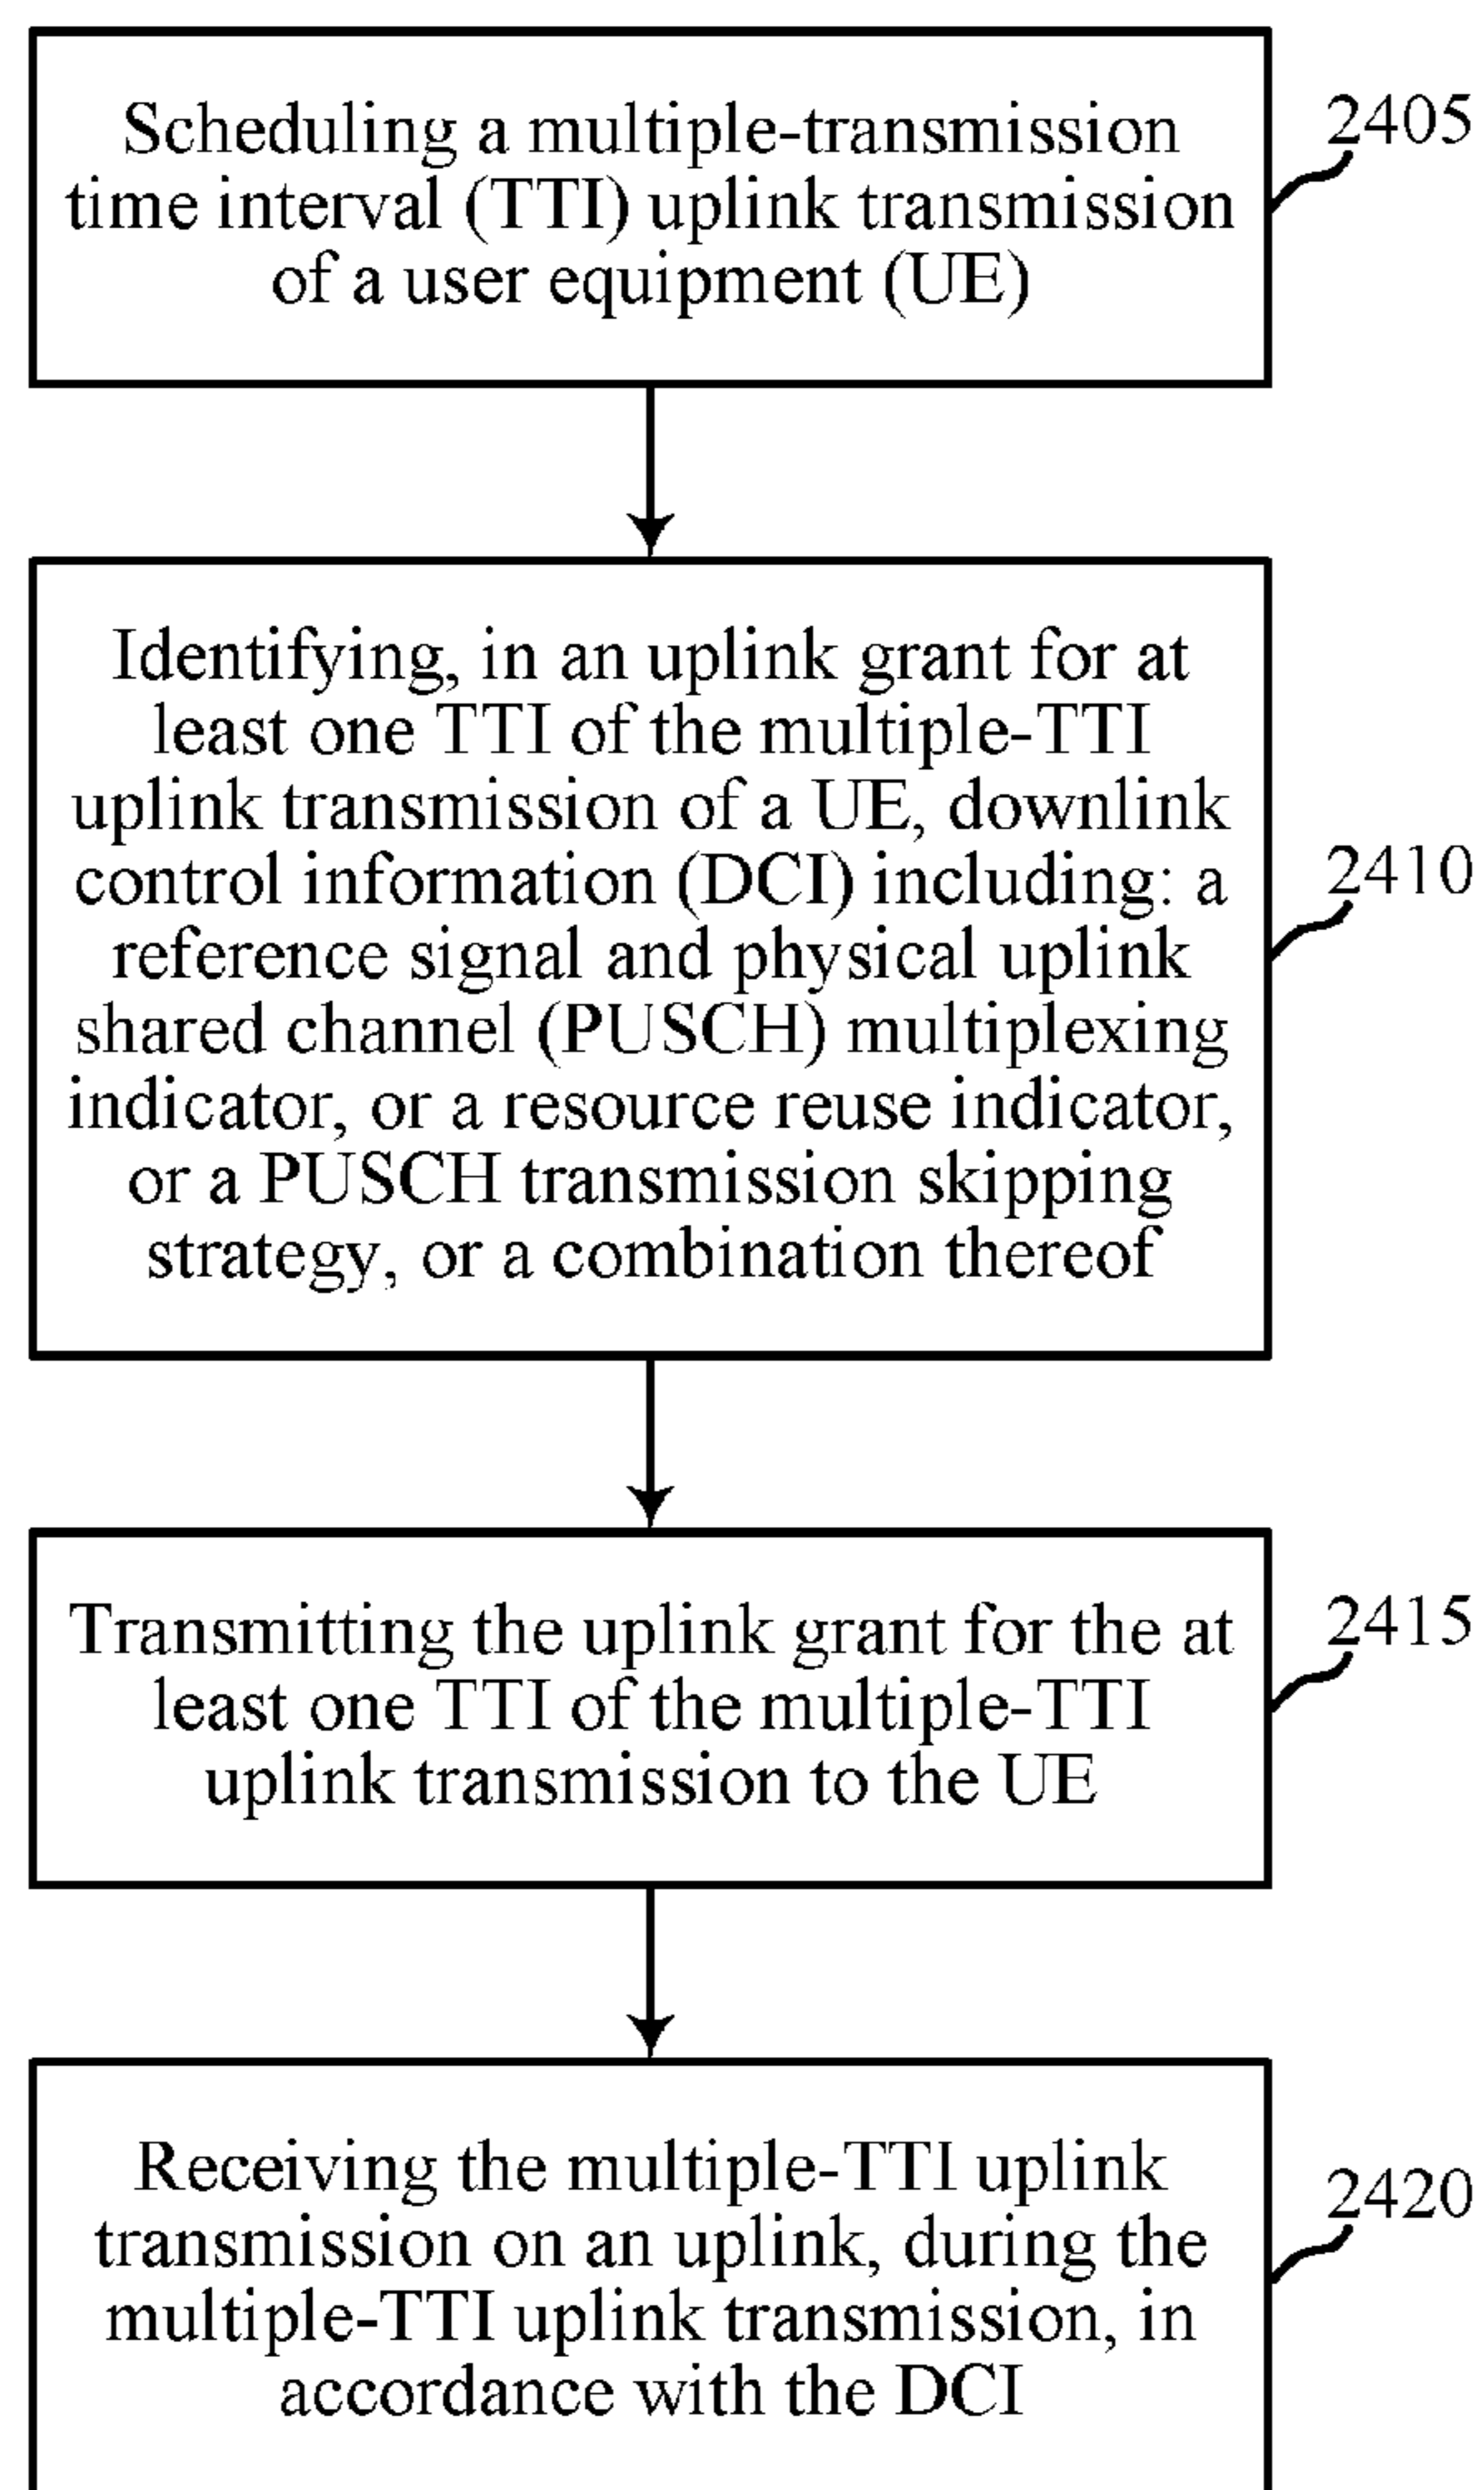 Scheduling a multiple-transmission
time interval (TTI) uplink transmission
of a user equipment (UE)
2405
Identifying, in an uplink grant for at
least one TTI of the multiple-TTI
uplink transmission of a UE, downlink
control information (DCI) including: a
reference signal and physical uplink
shared channel (PUSCH) multiplexing
indicator, or a resource reuse indicator,
or a PUSCH transmission skipping
strategy, or a combination thereof
2410
Transmitting the uplink grant for the at
least one TTI of the multiple-TTI
uplink transmission to the UE
2415
Receiving the multiple-TTI uplink
transmission on an uplink, during the
multiple-TTI uplink transmission, in
accordance with the DCI
2420